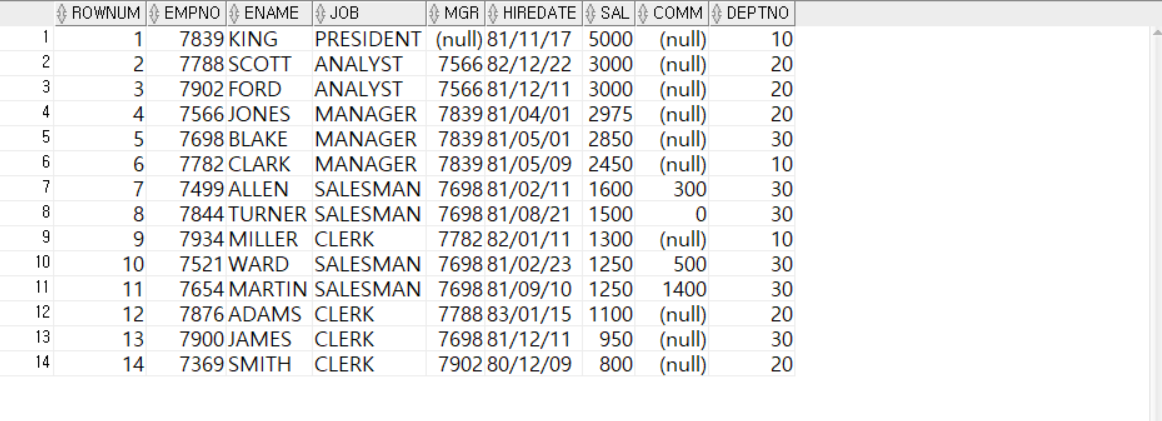 ROWNUM EMPNO ENAME JOB MGR HIREDATE SAL COMM DEPTNO
1 1 7839 KING PRESIDENT (null) 81/11/17 5000 (null) 10
2 2 7788 SCOTT ANALYST 7566 82/12/22 3000 (null) 20
3 3 7902 FORD ANALYST 7566 81/12/11 3000 (null) 20
4 4 7566 JONES MANAGER 7839 81/04/01 2975 (null) 20
5 5 7698 BLAKE MANAGER 7839 81/05/01 2850 (null) 30
6 6 7782 CLARK MANAGER 7839 81/05/09 2450 (null) 10
7 7 7499 ALLEN SALESMAN 7698 81/02/11 1600 300 30
8 8 7844 TURNER SALESMAN 7698 81/08/21 1500 0 30
9 9 7934 MILLER CLERK 7782 82/01/11 1300 (null) 10
10 10 7521 WARD SALESMAN 7698 81/02/23 1250 500 30
11 11 7654 MARTIN SALESMAN 7698 81/09/10 1250 1400 30
12 12 7876 ADAMS CLERK 7788 83/01/15 1100 (null) 20
13 13 7900 JAMES CLERK 7698 81/12/11 950 (null) 30
14 14 7369 SMITH CLERK 7902 80/12/09 800 (null) 20